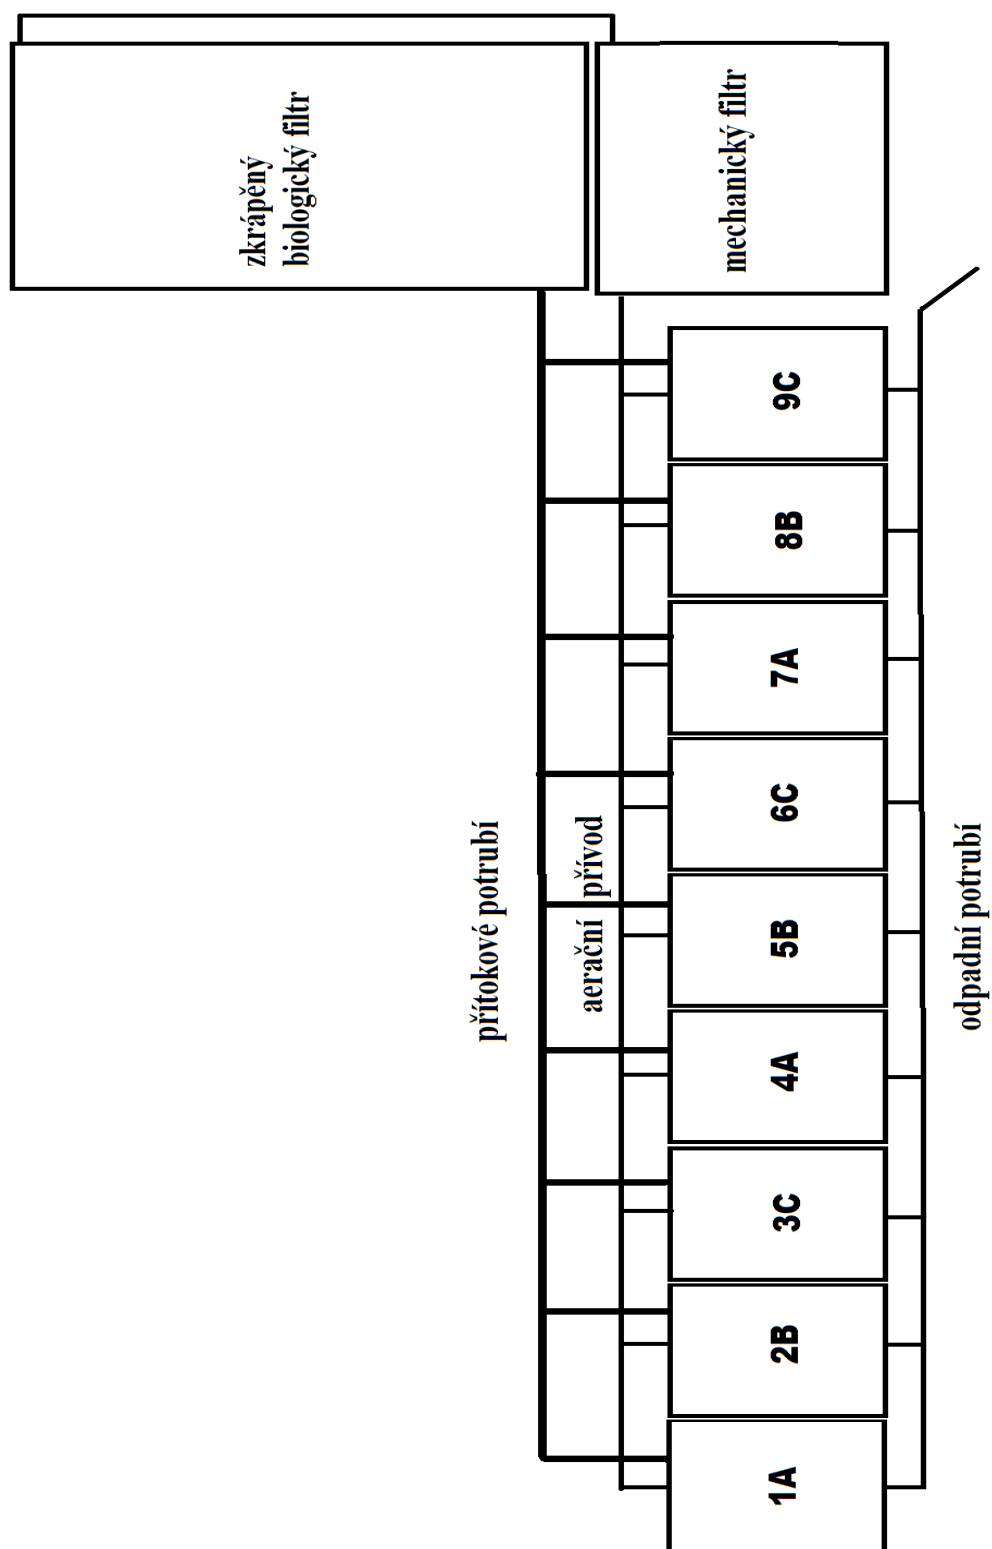 zkrápěný
biologický filtr
přítokové potrubí
aerační přívod
mechanický filtr
1A 2B 3C 4A 5B 6C 7A 8B 9C
odpadní potrubí